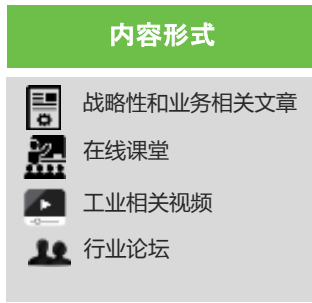 内容形式
战略性和业务相关文章
在线课堂
工业相关视频
行业论坛